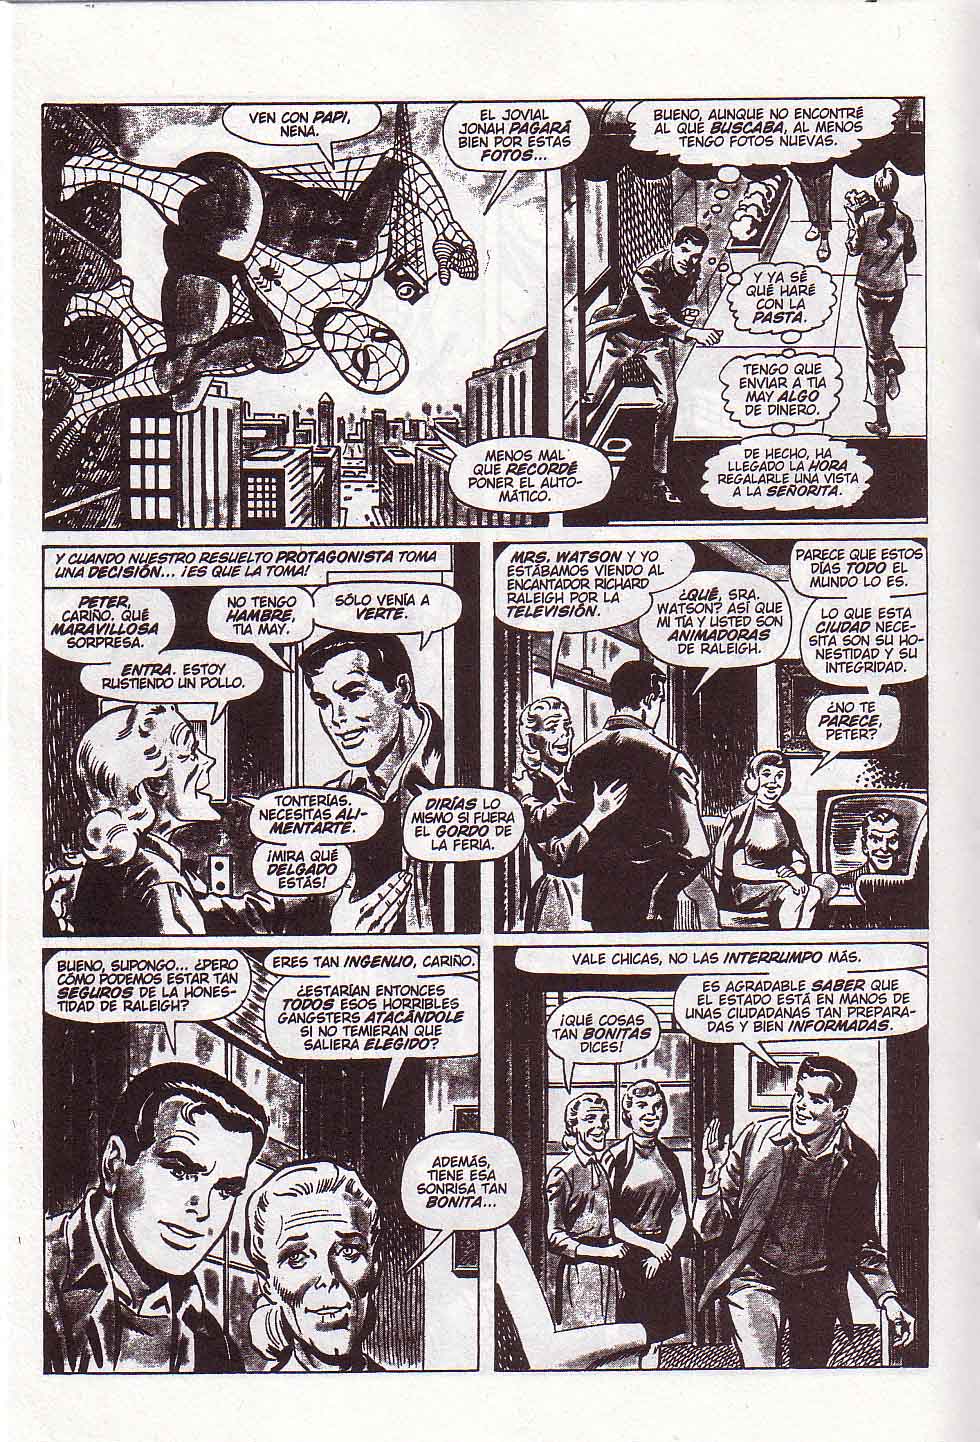 VEN CON PAPI,
NENA.
EL JOVIAL
JONAH PAGARÁ
BIEN POR ESTAS
FOTOS...
MENOS MAL
QUE RECORDÉ
PONER EL AUTO-
MÁTICO.
BUENO, AUNQUE NO ENCONTRÉ
AL QUE BUSCABA, AL MENOS
TENGO FOTOS NUEVAS.
Y YA SÉ
QUÉ HARÉ
CON LA
PASTA.
TENGO QUE
ENVIAR A TIA
MAY ALGO
DE DINERO.
DE HECHO, HA
LLEGADO LA HORA
REGALARLE UNA VISTA
A LA SEÑORITA.
Y CUANDO NUESTRO RESUELTO PROTAGONISTA TOMA
UNA DECISIÓN... ¡ES QUE LA TOMA!
PETER,
CARIÑO. QUÉ
MARAVILLOSA
SORPRESA.
ENTRA. ESTOY
RUSTIENDO UN POLLO.
NO TENGO
HAMBRE,
TIA MAY.
SÓLO VENÍA A
VERTE.
TONTERÍAS.
NECESITAS ALI-
MENTARTE.
¡MIRA QUÉ
DELGADO
ESTÁS!
DIRÍAS LO
MISMO SI FUERA
EL GORDO DE
LA FERIA.
MRS. WATSON Y YO
ESTÁBAMOS VIENDO AL
ENCANTADOR RICHARD
RALEIGH POR LA
TELEVISIÓN.
¿QUÉ, SRA.
WATSON? ASÍ QUE
MI TÍA Y USTED SON
ANIMADORAS
DE RALEIGH.
PARECE QUE ESTOS
DÍAS TODO EL
MUNDO LO ES.
LO QUE ESTA
CIUDAD NECE-
SITA SON SU HO-
NESTIDAD Y SU
INTEGRIDAD.
¿NO TE
PARECE,
PETER?
BUENO, SUPONGO... ¿PERO
CÓMO PODEMOS ESTAR TAN
SEGUROS DE LA HONES-
TIDAD DE RALEIGH?
ERES TAN INGENUO, CARIÑO.
¿ESTARÍAN ENTONCES
TODOS ESOS HORRIBLES
GANGSTERS ATACÁNDOLE
SI NO TEMIERAN QUE
SALIERA ELEGIDO?
ADEMÁS,
TIENE ESA
SONRISA TAN
BONITA...
VALE CHICAS, NO LAS INTERRUMPO MÁS.
ES AGRADABLE SABER QUE
EL ESTADO ESTÁ EN MANOS DE
UNAS CIUDADANAS TAN PREPARA-
DAS Y BIEN INFORMADAS.
¡QUÉ COSAS
TAN BONITAS
DICES!